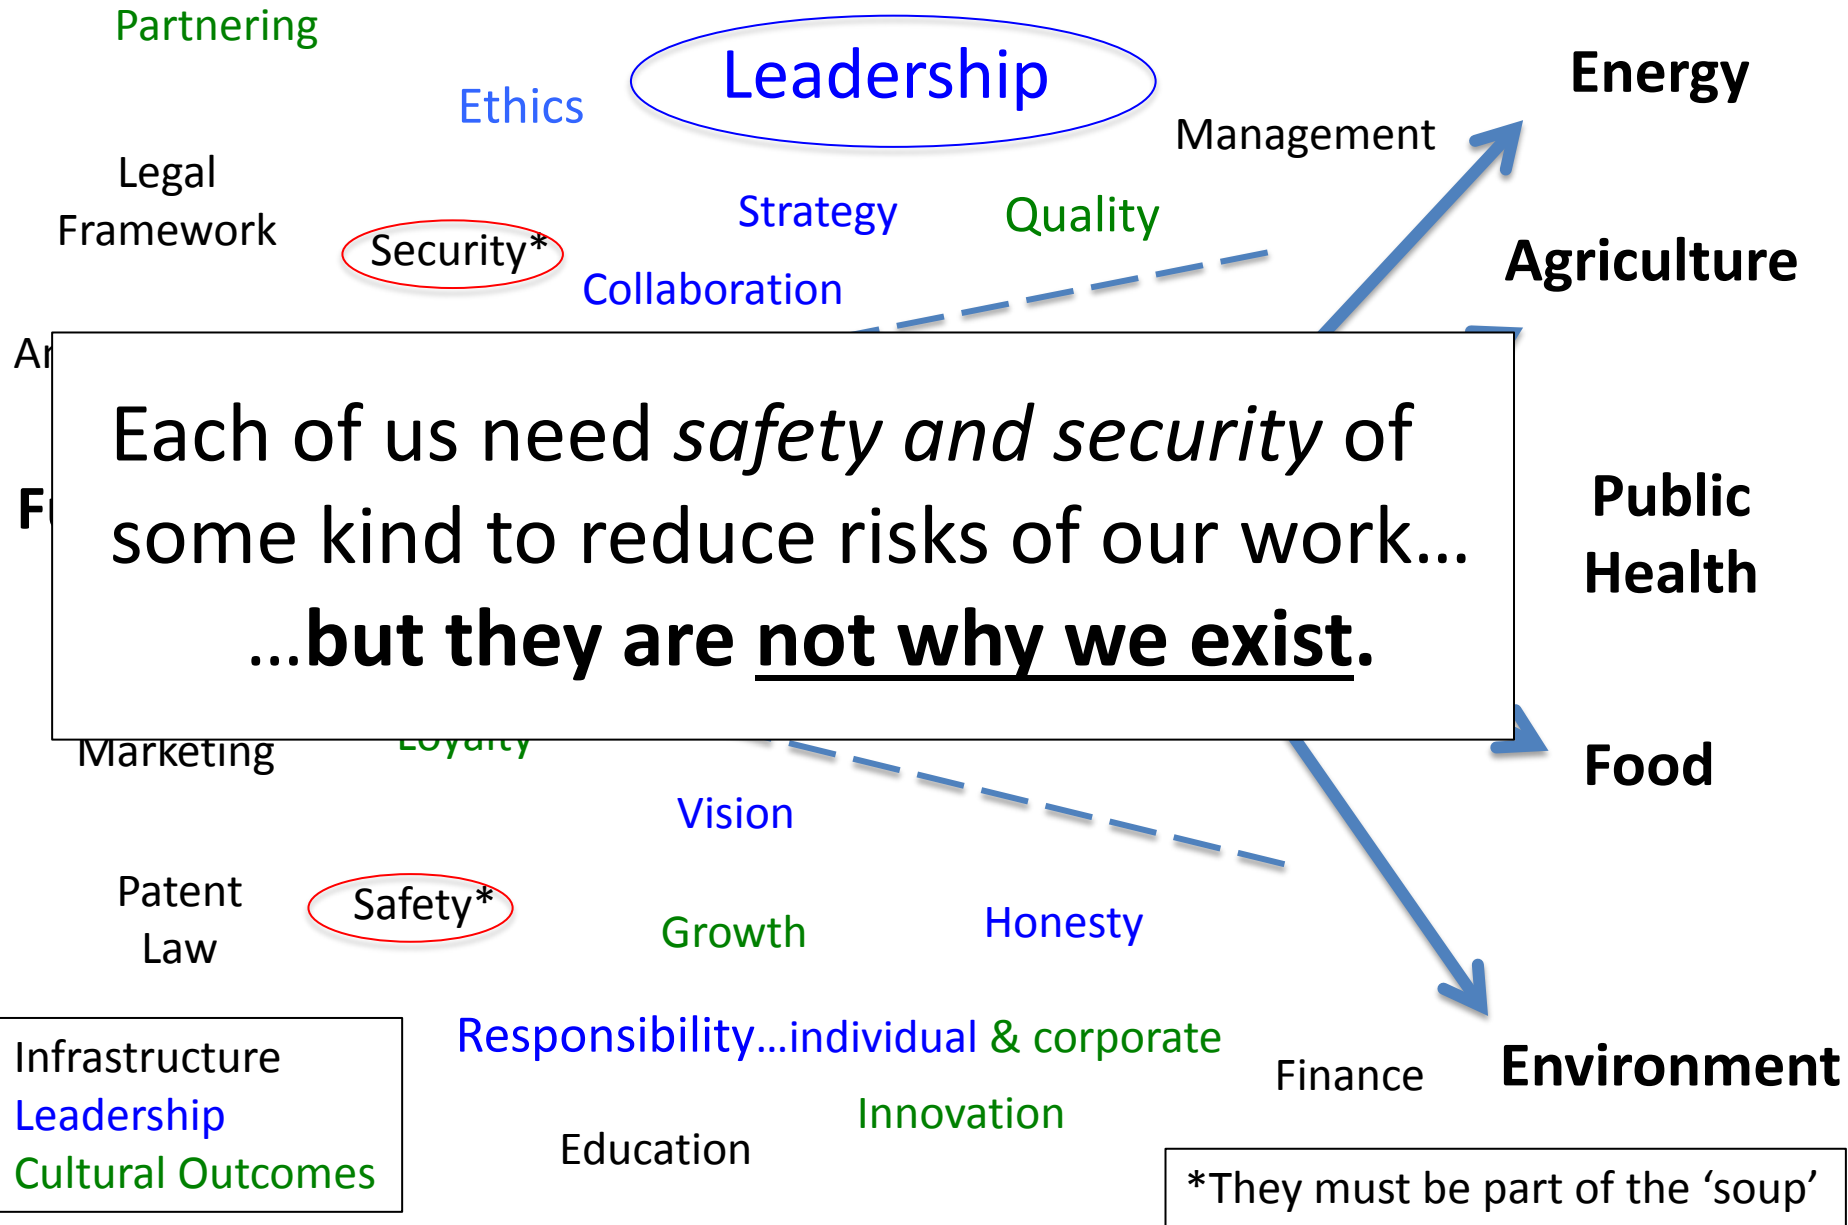 Partnering
Leadership
Energy
Ethics
Management
Legal
Framework
Strategy
Quality
Security*
Collaboration
Agriculture
Each of us need safety and security of
some kind to reduce risks of our work...
...but they are not why we exist.
Public
Health
Marketing
Loyalty
Food
Vision
Patent
Law
Safety*
Growth
Honesty
Responsibility...individual & corporate
Finance
Environment
Innovation
Education
Infrastructure
Leadership
Cultural Outcomes
*They must be part of the ‘soup’